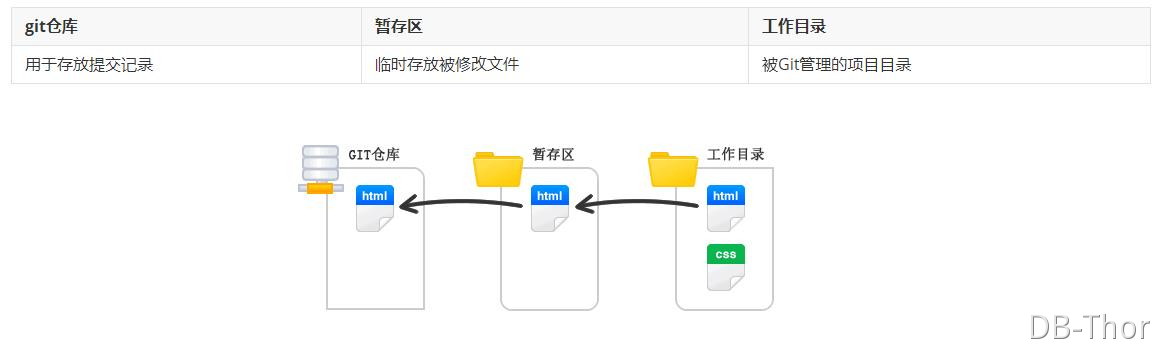 git仓库 暂存区 工作目录
用于存放提交记录 临时存放被修改文件 被Git管理的项目目录
GIT仓库 暂存区 工作目录
html html html
css
DB-Thor